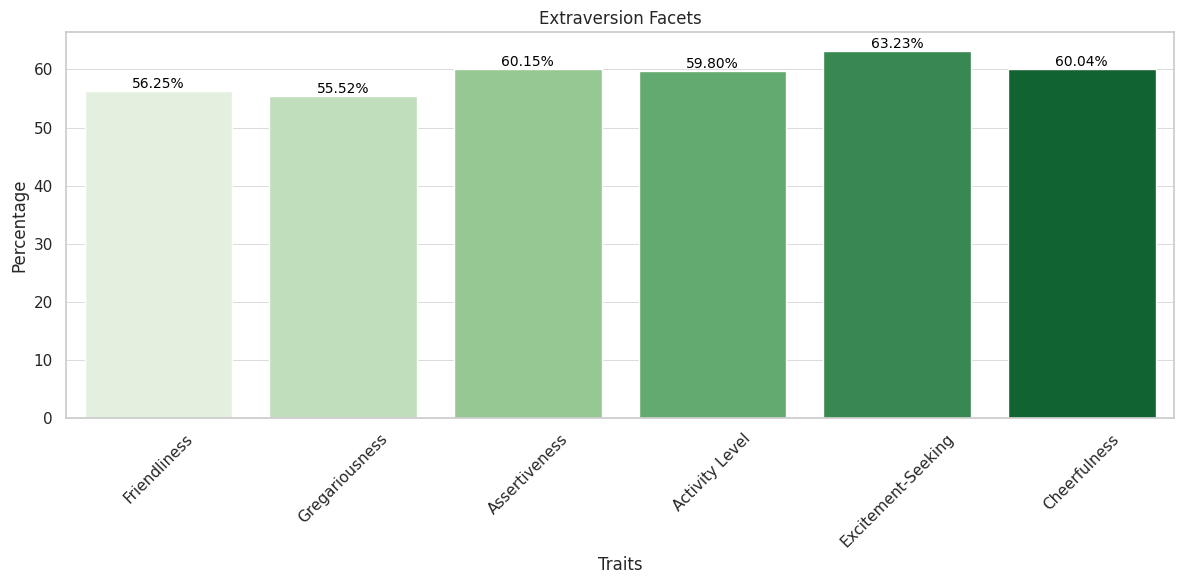 Extraversion Facets
Percentage
60
50
40
30
20
10
0
56.25%
55.52%
60.15%
59.80%
63.23%
60.04%
Friendliness
Gregariousness
Assertiveness
Activity Level
Excitement-Seeking
Cheerfulness
Traits